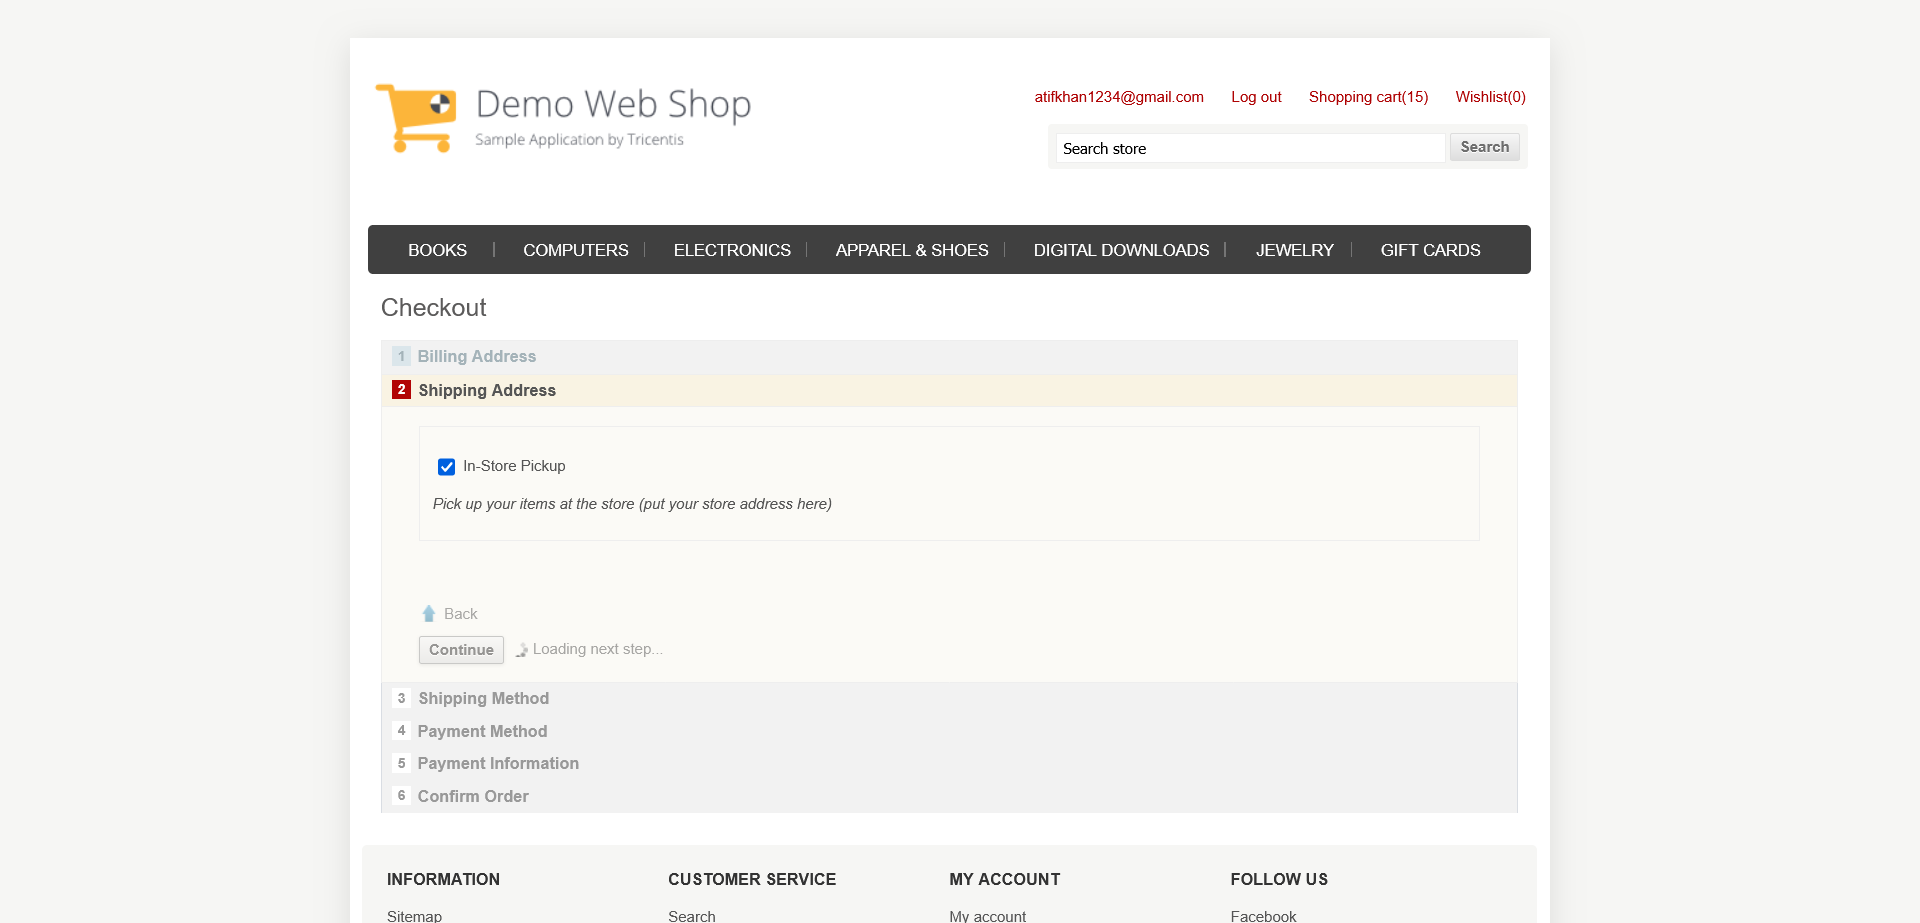 Demo Web Shop
Sample Application by Tricentis
atifkhan1234@gmail.com Log out Shopping cart(15) Wishlist(0)
Search store Search
BOOKS COMPUTERS ELECTRONICS APPAREL & SHOES DIGITAL DOWNLOADS JEWELRY GIFT CARDS
Checkout
1 Billing Address
2 Shipping Address
In-Store Pickup
Pick up your items at the store (put your store address here)
Back
Continue Loading next step...
3 Shipping Method
4 Payment Method
5 Payment Information
6 Confirm Order
INFORMATION CUSTOMER SERVICE MY ACCOUNT FOLLOW US
Sitemap Search My account Facebook